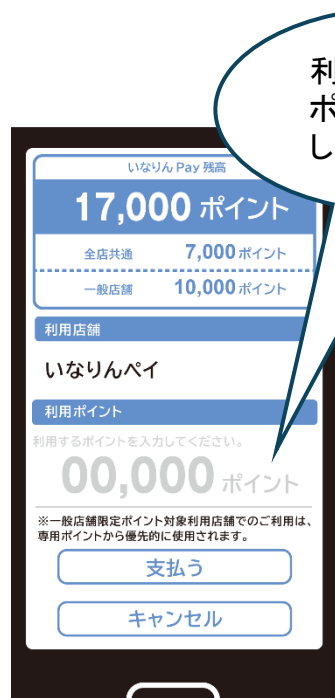 利
ポ
し
いなりん Pay 残高
17,000 ポイント
全店共通 7,000 ポイント
一般店舗 10,000 ポイント
利用店舗
いなりんペイ
利用ポイント
利用するポイントを入力してください。
00,000 ポイント
※一般店舗限定ポイント対象利用店舗でのご利用は、
専用ポイントから優先的に使用されます。
支払う
キャンセル